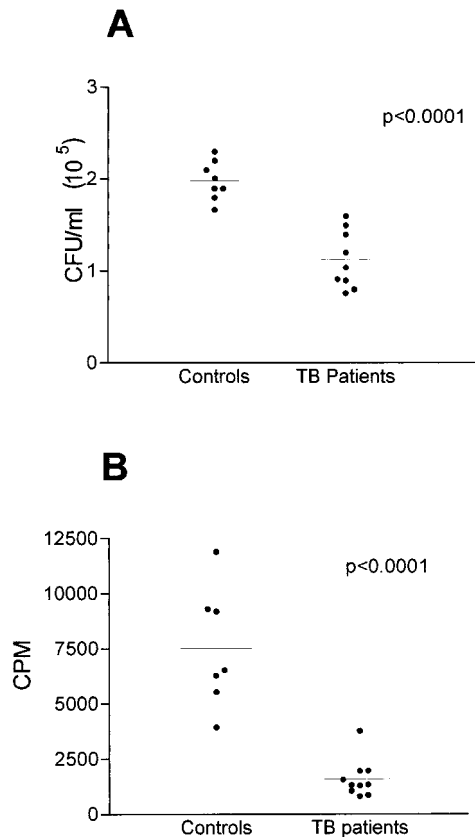 A
3
p<0.0001
2
CFU/ml (10 5)
1
0
Controls TB Patients
B
12500
10000
p<0.0001
7500
CPM
5000
2500
0
Controls TB patients